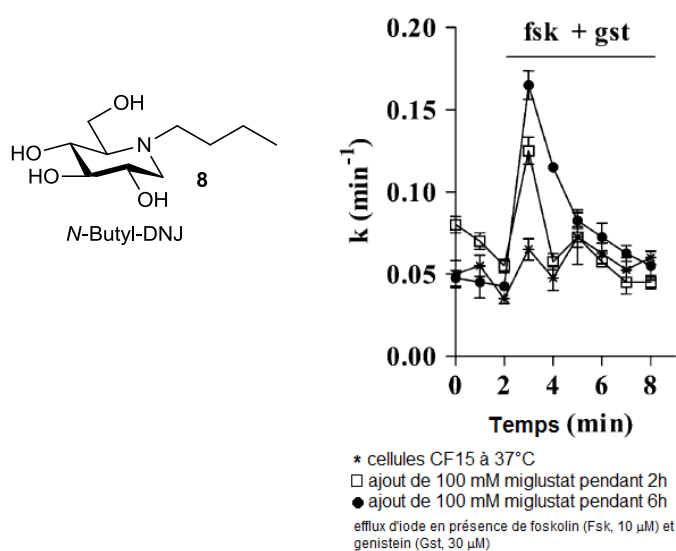 OH
HO
N
HO
OH
8
N-Butyl-DNJ
fsk + gst
0.20
0.15
0.10
0.05
0.00
k (min⁻¹)
0 2 4 6 8
Temps (min)
* cellules CF15 à 37°C
□ ajout de 100 mM miglustat pendant 2h
● ajout de 100 mM miglustat pendant 6h
efflux d'iode en présence de foskolin (Fsk, 10 µM) et
genistein (Gst, 30 µM)